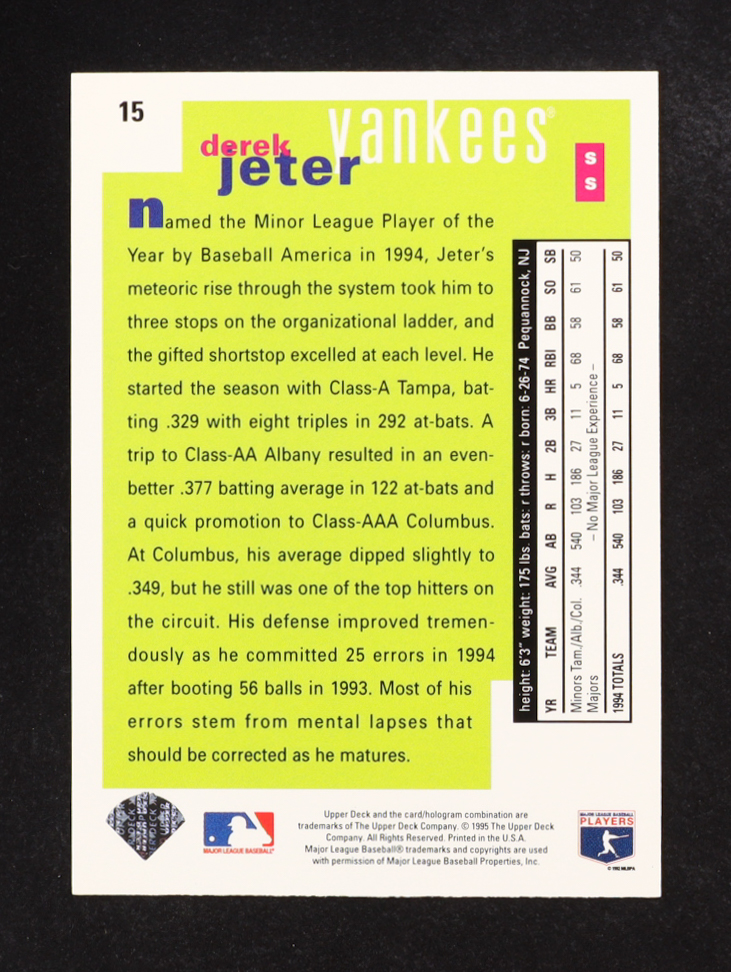 15
yankees®
derek
jeter
s
s
named the Minor League Player of the
Year by Baseball America in 1994, Jeter's
meteoric rise through the system took him to
three stops on the organizational ladder, and
the gifted shortstop excelled at each level. He
started the season with Class-A Tampa, bat-
ting .329 with eight triples in 292 at-bats. A
trip to Class-AA Albany resulted in an even-
better .377 batting average in 122 at-bats and
a quick promotion to Class-AAA Columbus.
At Columbus, his average dipped slightly to
.349, but he still was one of the top hitters on
the circuit. His defense improved tremen-
dously as he committed 25 errors in 1994
after booting 56 balls in 1993. Most of his
errors stem from mental lapses that
should be corrected as he matures.
height: 6'3" weight: 175 lbs. bats: r throws: r born: 6-26-74 Pequannock, NJ
YR TEAM AVG AB R H 2B 3B HR RBI BB SO SB
Minors Tam./Alb./Col. .344 540 103 186 27 11 5 68 58 61 50
Majors – No Major League Experience –
1994 TOTALS .344 540 103 186 27 11 5 68 58 61 50
MAJOR LEAGUE BASEBALL®
Upper Deck and the card/hologram combination are
trademarks of The Upper Deck Company. © 1995 The Upper Deck
Company. All Rights Reserved. Printed in the U.S.A.
Major League Baseball® trademarks and copyrights are used
with permission of Major League Baseball Properties, Inc.
MAJOR LEAGUE BASEBALL
PLAYERS